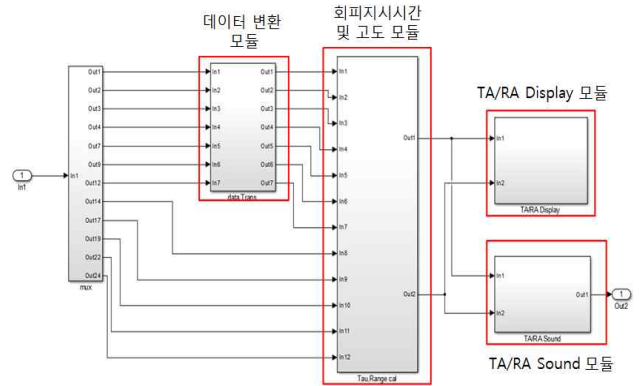 데이터 변환
모듈
회피지시시간
및 고도 모듈
TA/RA Display 모듈
1
In1
In1
Out1
Out2
Out3
Out4
Out7
Out9
Out12
Out14
Out17
Out19
Out22
Out24
mux
In1
In2
In3
In4
In5
In6
In7
Out1
Out2
Out3
Out4
Out5
Out6
Out7
data Trans
In1
In2
In3
In4
In5
In6
In7
In8
In9
In10
In11
In12
Out1
Out2
Tau,Range cal
In1
In2
TA/RA Display
In1
In2
Out1
TA/RA Sound
1
Out2
TA/RA Sound 모듈